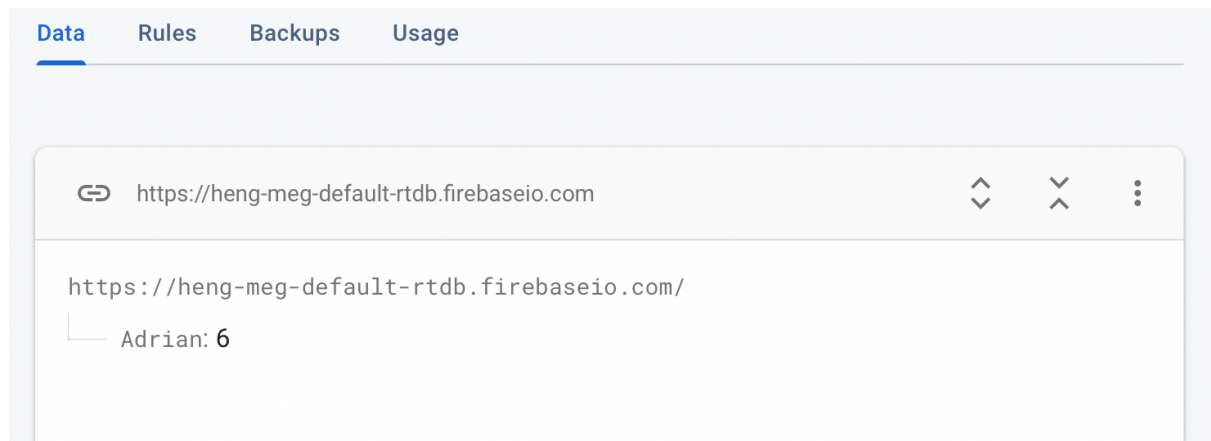 Data Rules Backups Usage
https://heng-meg-default-rtdb.firebaseio.com
https://heng-meg-default-rtdb.firebaseio.com/
Adrian: 6